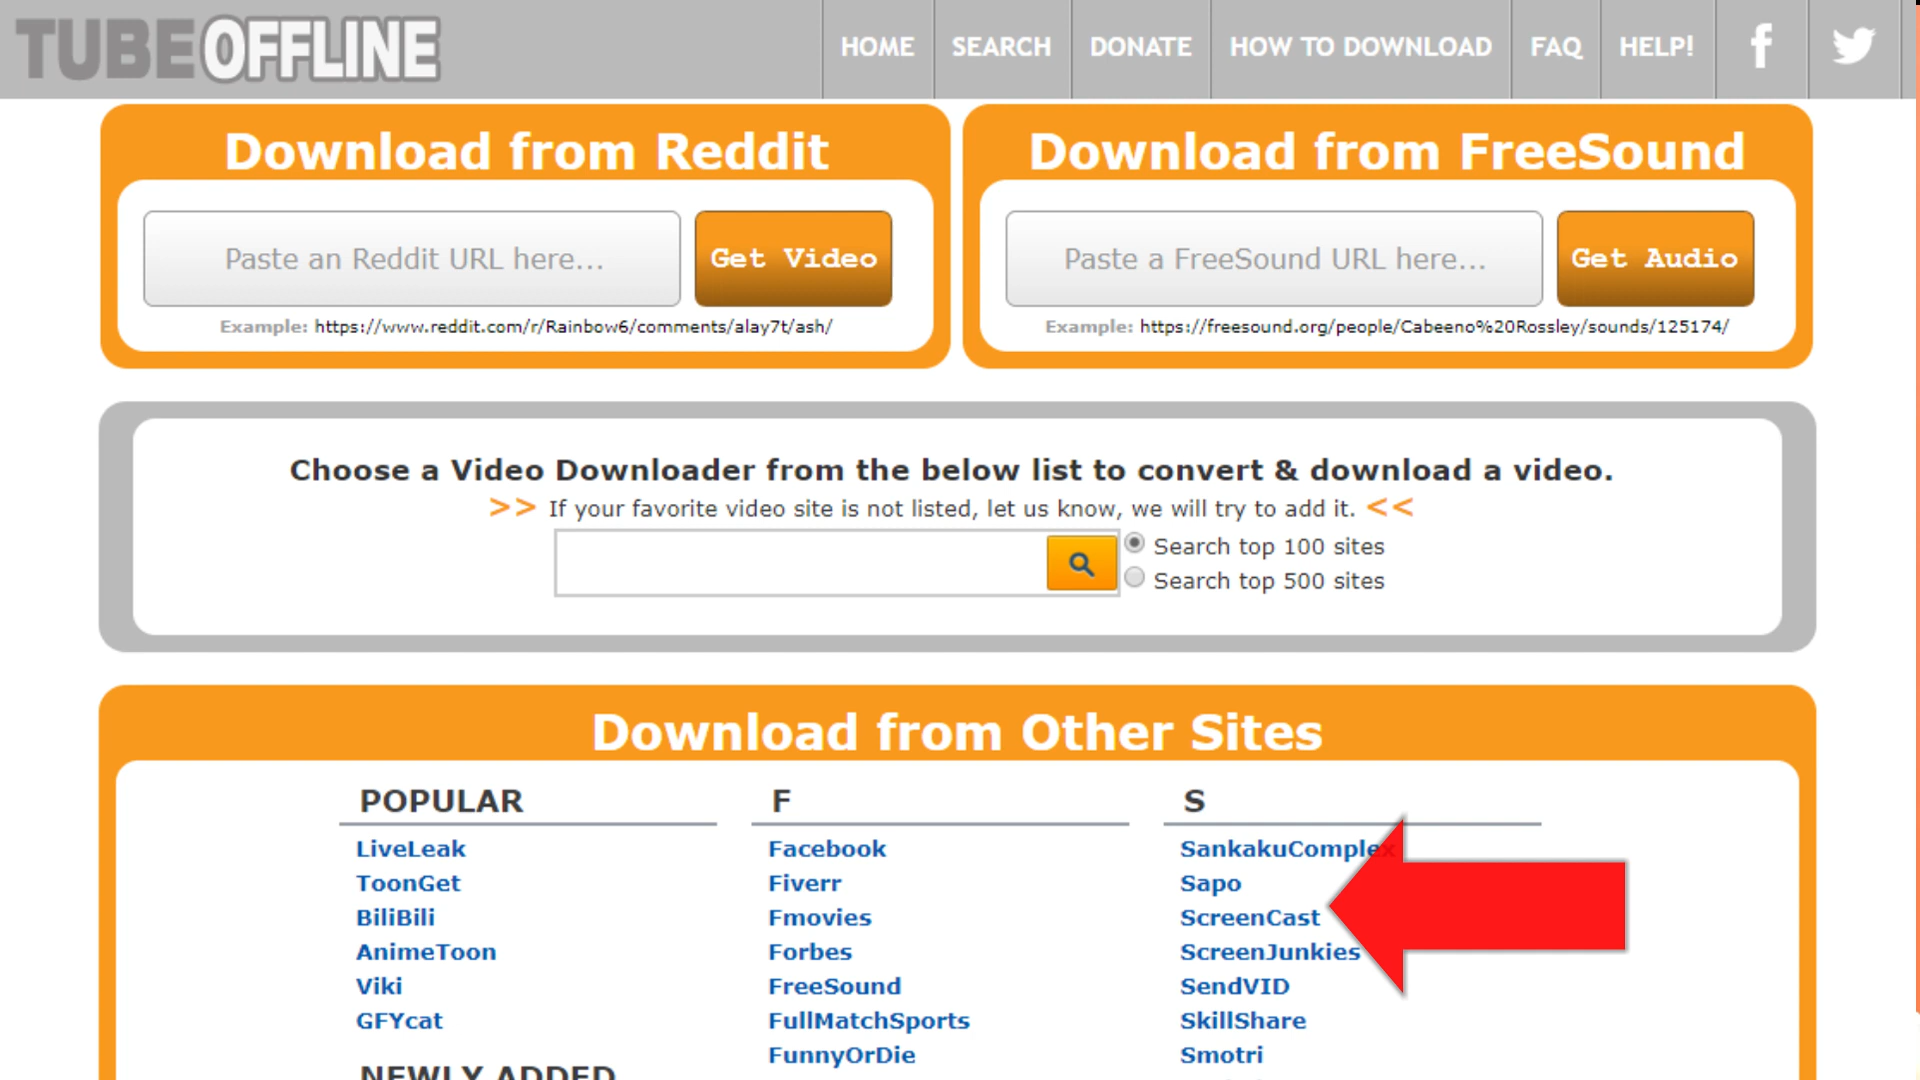 TUBEOFFLINE
HOME SEARCH DONATE HOW TO DOWNLOAD FAQ HELP!
Download from Reddit
Paste an Reddit URL here...
Get Video
Example: https://www.reddit.com/r/Rainbow6/comments/alay7t/ash/
Download from FreeSound
Paste a FreeSound URL here...
Get Audio
Example: https://freesound.org/people/Cabeeno%20Rossley/sounds/125174/
Choose a Video Downloader from the below list to convert & download a video.
>> If your favorite video site is not listed, let us know, we will try to add it. <<
Search top 100 sites
Search top 500 sites
Download from Other Sites
POPULAR
LiveLeak
ToonGet
BiliBili
AnimeToon
Viki
GFYcat
NEWLY ADDED
F
Facebook
Fiverr
Fmovies
Forbes
FreeSound
FullMatchSports
FunnyOrDie
S
SankakuComplex
Sapo
ScreenCast
ScreenJunkies
SendVID
SkillShare
Smotri